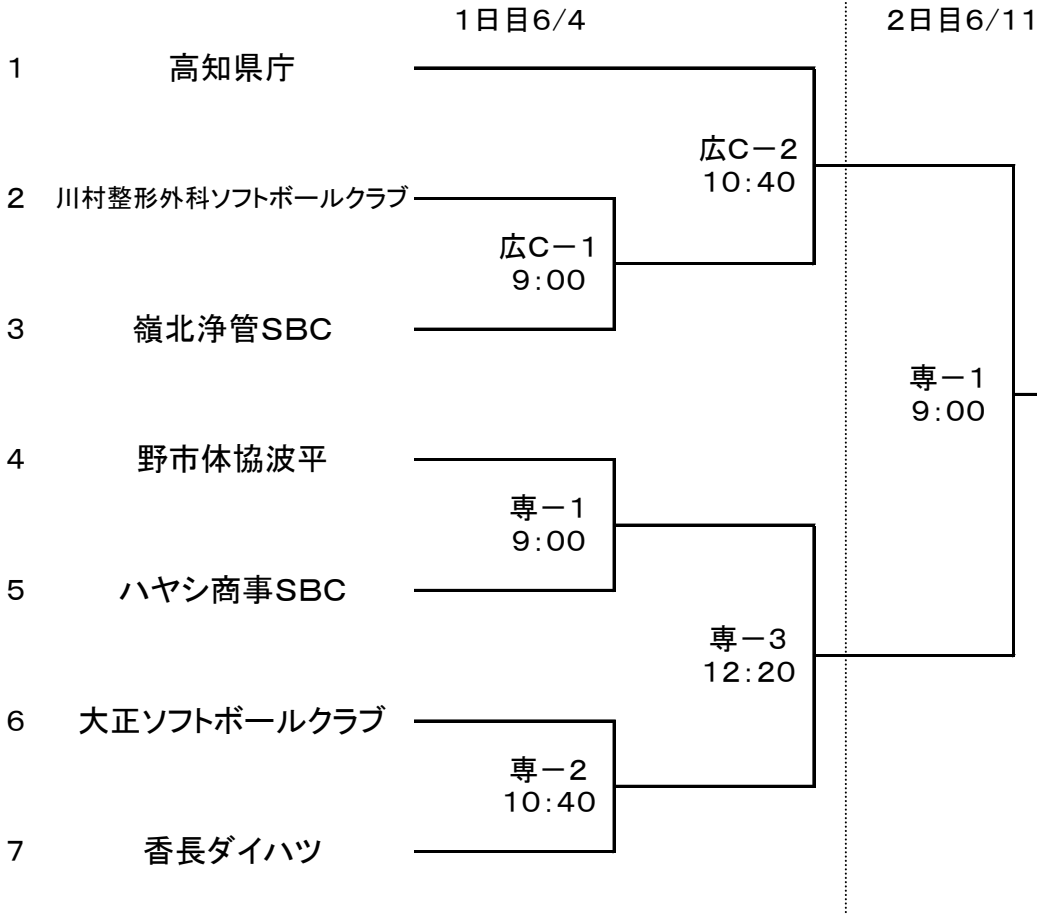 1日目6/4
2日目6/11
1 高知県庁
広C－2
10:40
2 川村整形外科ソフトボールクラブ
広C－1
9:00
3 嶺北浄管SBC
専－1
9:00
4 野市体協波平
専－1
9:00
5 ハヤシ商事SBC
専－3
12:20
6 大正ソフトボールクラブ
専－2
10:40
7 香長ダイハツ